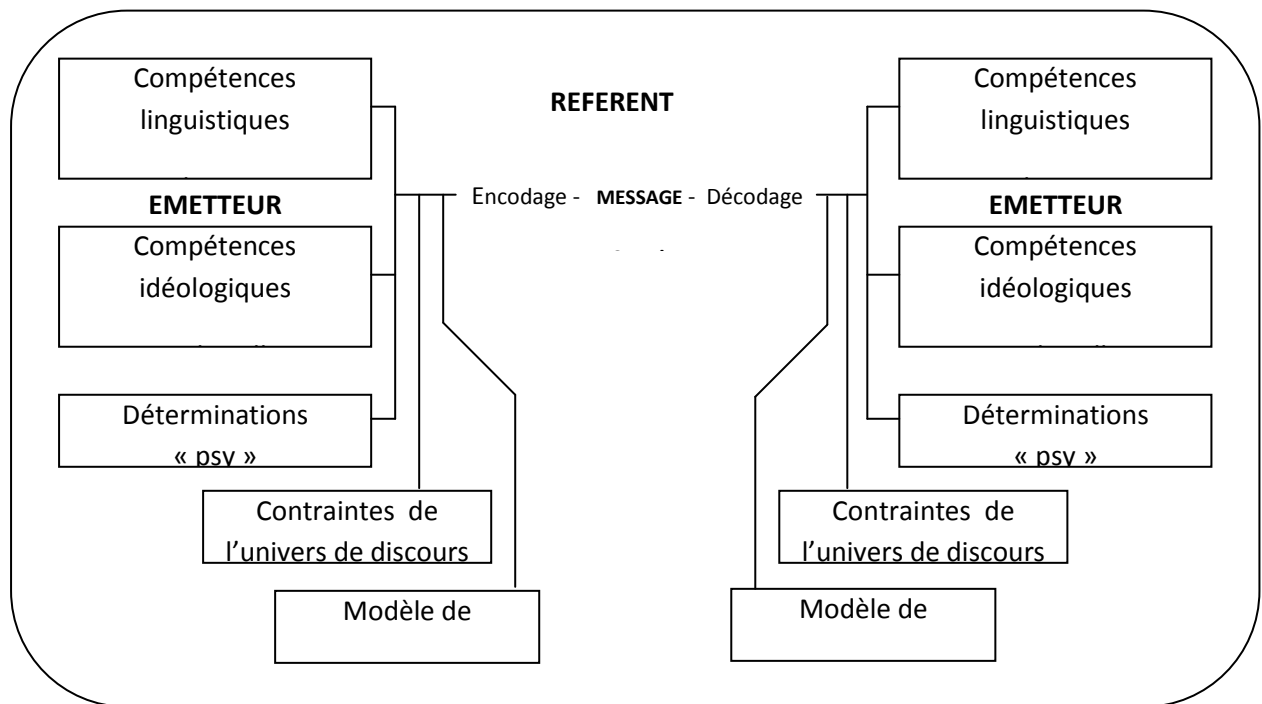 Compétences
linguistiques
EMETTEUR
Compétences
idéologiques
Déterminations
« psy »
Contraintes de
l’univers de discours
Modèle de
REFERENT
Encodage - MESSAGE - Décodage
Compétences
linguistiques
EMETTEUR
Compétences
idéologiques
Déterminations
« psy »
Contraintes de
l’univers de discours
Modèle de